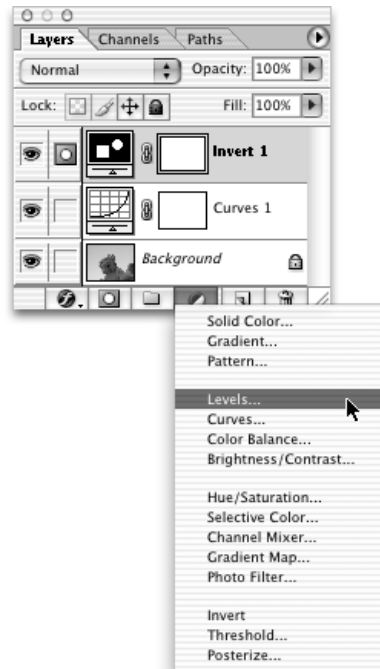 Layers Channels Paths
Normal Opacity: 100%
Lock: Fill: 100%
Invert 1
Curves 1
Background
Solid Color...
Gradient...
Pattern...
Levels...
Curves...
Color Balance...
Brightness/Contrast...
Hue/Saturation...
Selective Color...
Channel Mixer...
Gradient Map...
Photo Filter...
Invert
Threshold...
Posterize...